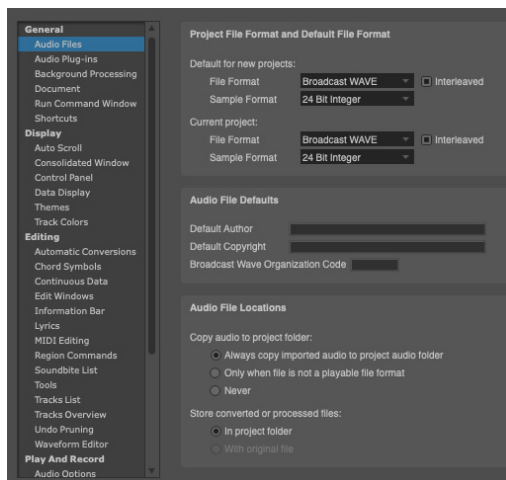 General
Audio Files
Audio Plug-ins
Background Processing
Document
Run Command Window
Shortcuts
Display
Auto Scroll
Consolidated Window
Control Panel
Data Display
Themes
Track Colors
Editing
Automatic Conversions
Chord Symbols
Continuous Data
Edit Windows
Information Bar
Lyrics
MIDI Editing
Region Commands
Soundbite List
Tools
Tracks List
Tracks Overview
Undo Pruning
Waveform Editor
Play And Record
Audio Options
Project File Format and Default File Format
Default for new projects:
File Format Broadcast WAVE Interleaved
Sample Format 24 Bit Integer
Current project:
File Format Broadcast WAVE Interleaved
Sample Format 24 Bit Integer
Audio File Defaults
Default Author
Default Copyright
Broadcast Wave Organization Code
Audio File Locations
Copy audio to project folder:
Always copy imported audio to project audio folder
Only when file is not a playable file format
Never
Store converted or processed files:
In project folder
With original file